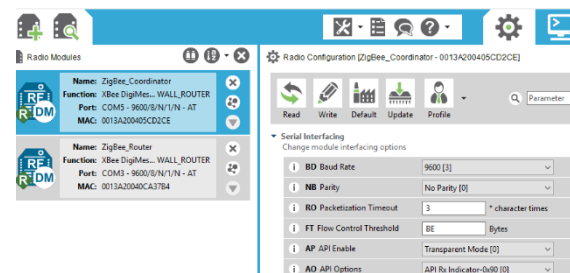 Radio Modules
Name: ZigBee_Coordinator
Function: XBee DigiMes... WALL_ROUTER
Port: COM5 - 9600/8/N/1/N - AT
MAC: 0013A200405CD2CE
Name: ZigBee_Router
Function: XBee DigiMes... WALL_ROUTER
Port: COM3 - 9600/8/N/1/N - AT
MAC: 0013A20040CA37B4
RF
R DM
RF
R DM
Radio Configuration [ZigBee_Coordinator - 0013A200405CD2CE]
Read Write Default Update Profile
Parameter
Serial Interfacing
Change module interfacing options
i BD Baud Rate 9600 [3]
i NB Parity No Parity [0]
i RO Packetization Timeout 3 * character times
i FT Flow Control Threshold BE Bytes
i AP API Enable Transparent Mode [0]
i AO API Options API Rx Indicator-0x90 [0]